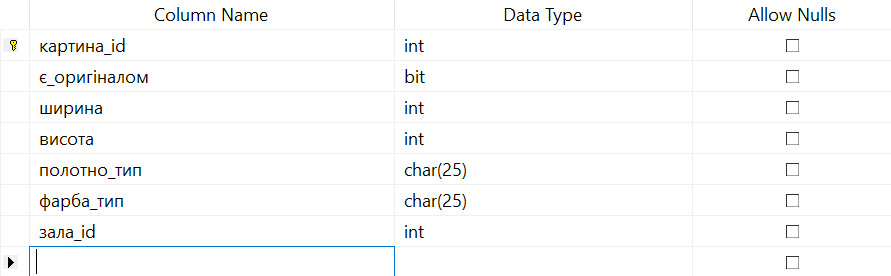 Column Name Data Type Allow Nulls
картина_id int
є_оригіналом bit
ширина int
висота int
полотно_тип char(25)
фарба_тип char(25)
зала_id int